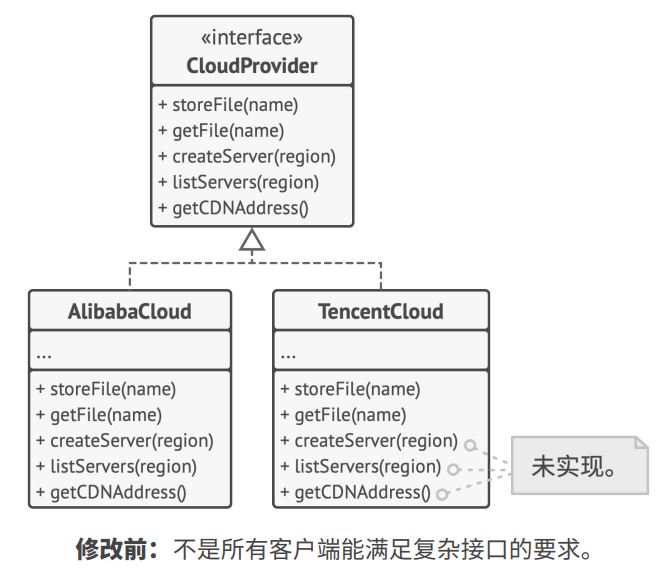 «interface»
CloudProvider
+ storeFile(name)
+ getFile(name)
+ createServer(region)
+ listServers(region)
+ getCDNAddress()
AlibabaCloud
...
+ storeFile(name)
+ getFile(name)
+ createServer(region)
+ listServers(region)
+ getCDNAddress()
TencentCloud
...
+ storeFile(name)
+ getFile(name)
+ createServer(region)
+ listServers(region)
+ getCDNAddress()
未实现。
修改前：不是所有客户端能满足复杂接口的要求。